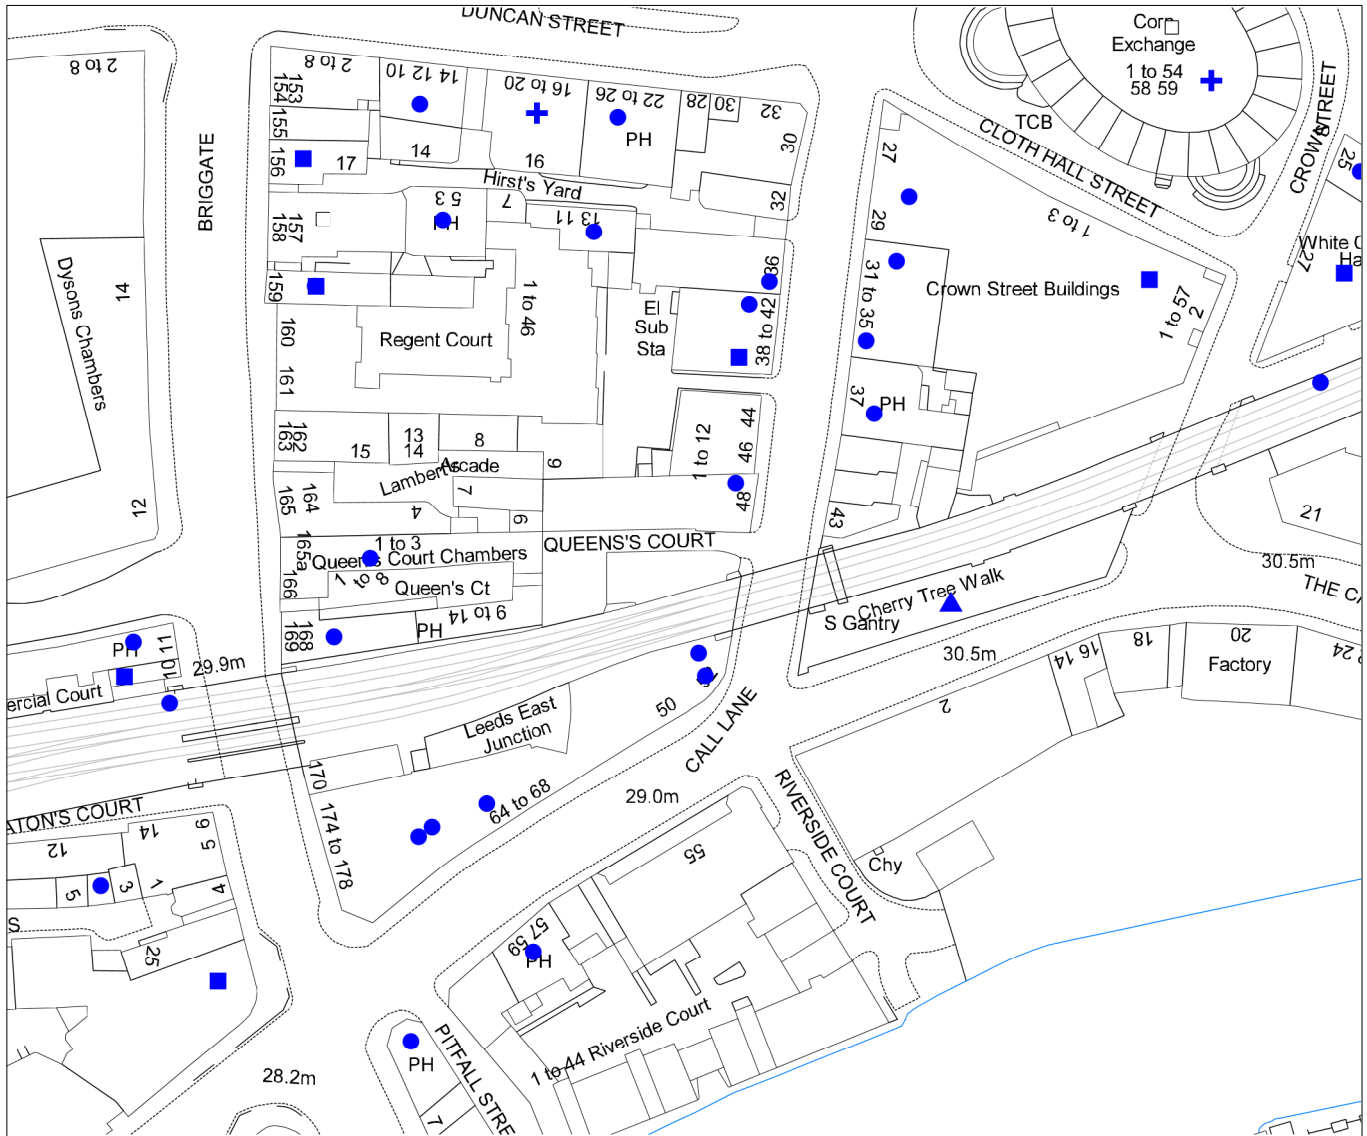 DUNCAN STREET
Corn
Exchange
1 to 54
58 59
TCB
CLOTH HALL STREET
CROWN STREET
25
2 to 8
2 to 8
14 12 10
16 to 20
22 to 26
PH
28
30
32
30
32
153
154
155
156
17
14
16
Hirst's Yard
BRIGGATE
157
158
5 3
PH
7
13 11
27
29
1 to 3
White C
Ha
27
Dysons Chambers
14
12
159
160
161
1 to 46
Regent Court
El
Sub
Sta
36
38 to 42
31 to 35
Crown Street Buildings
1 to 57
2
37
PH
162
163
15
13
14
8
9
Lambert's
Arcade
1 to 12
44
46
48
164
165
4
7
6
43
21
165a
166
1 to 3
Queen's Court Chambers
1 to 8
Queen's Ct
QUEENS'S COURT
30.5m
THE CA
168
169
PH
9 to 14
Cherry Tree Walk
S Gantry
30.5m
14 16
18
20
Factory
24
PH
10 11
29.9m
ercial Court
Leeds East
Junction
50
CALL LANE
2
170
174 to 178
64 to 68
29.0m
RIVERSIDE COURT
Chy
ATON'S COURT
12
14
6
5
5
3
1
4
S
25
55
57 59
PH
1 to 44 Riverside Court
PITFALL STRE
PH
7
28.2m